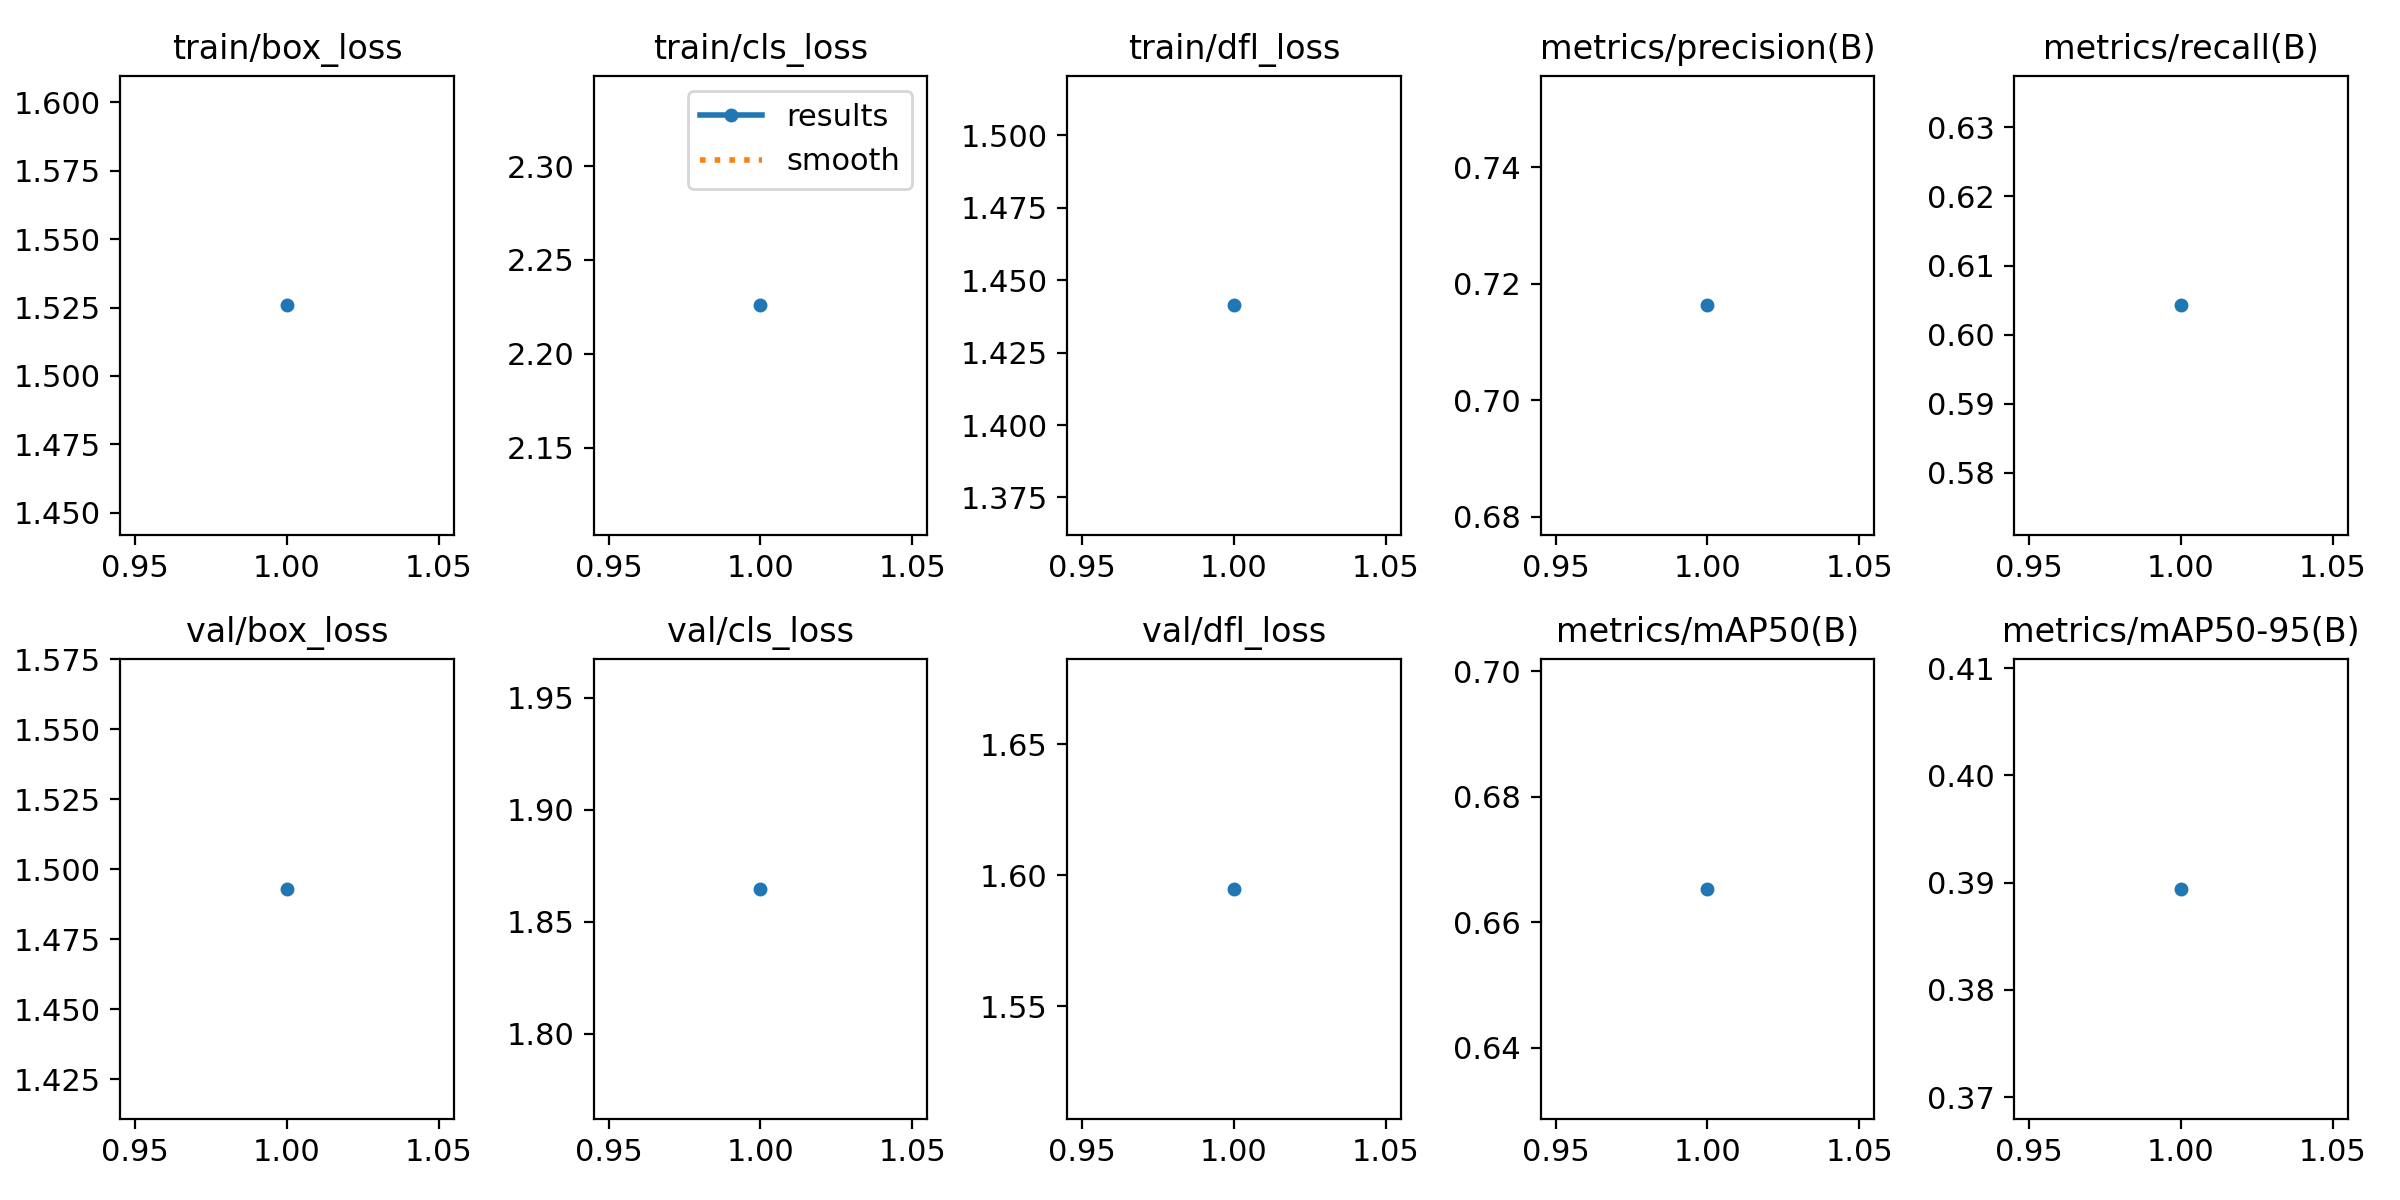 train/box_loss
1.600
1.575
1.550
1.525
1.500
1.475
1.450
0.95 1.00 1.05
train/cls_loss
results
smooth
2.30
2.25
2.20
2.15
0.95 1.00 1.05
train/dfl_loss
1.500
1.475
1.450
1.425
1.400
1.375
0.95 1.00 1.05
metrics/precision(B)
0.74
0.72
0.70
0.68
0.95 1.00 1.05
metrics/recall(B)
0.63
0.62
0.61
0.60
0.59
0.58
0.95 1.00 1.05
val/box_loss
1.575
1.550
1.525
1.500
1.475
1.450
1.425
0.95 1.00 1.05
val/cls_loss
1.95
1.90
1.85
1.80
0.95 1.00 1.05
val/dfl_loss
1.65
1.60
1.55
0.95 1.00 1.05
metrics/mAP50(B)
0.70
0.68
0.66
0.64
0.95 1.00 1.05
metrics/mAP50-95(B)
0.41
0.40
0.39
0.38
0.37
0.95 1.00 1.05